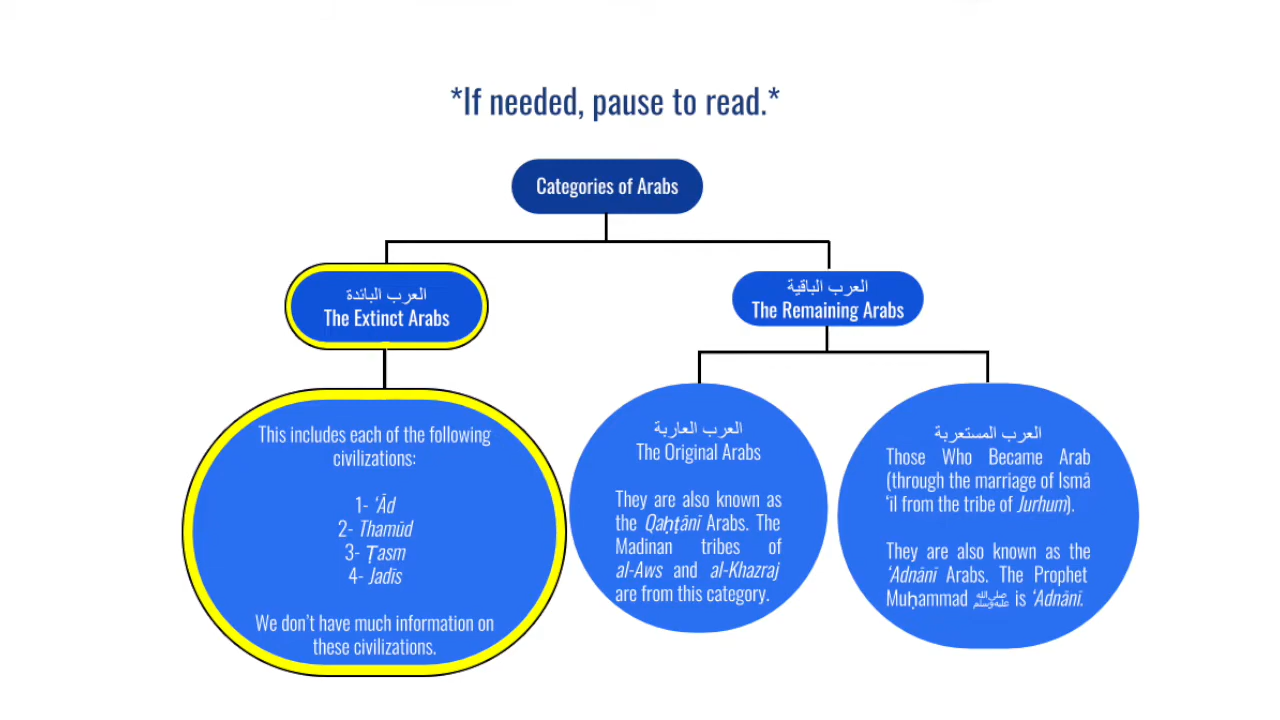 *If needed, pause to read.*
Categories of Arabs
العرب البائدة
The Extinct Arabs
العرب الباقية
The Remaining Arabs
This includes each of the following
civilizations:
1- ‘Ād
2- Thamūd
3- Ṭasm
4- Jadīs
We don’t have much information on
these civilizations.
العرب العاربة
The Original Arabs
They are also known as
the Qaḥṭānī Arabs. The
Madinan tribes of
al-Aws and al-Khazraj
are from this category.
العرب المستعربة
Those Who Became Arab
(through the marriage of Ismā
‘il from the tribe of Jurhum).
They are also known as the
‘Adnānī Arabs. The Prophet
Muḥammad ﷺ is ‘Adnānī.